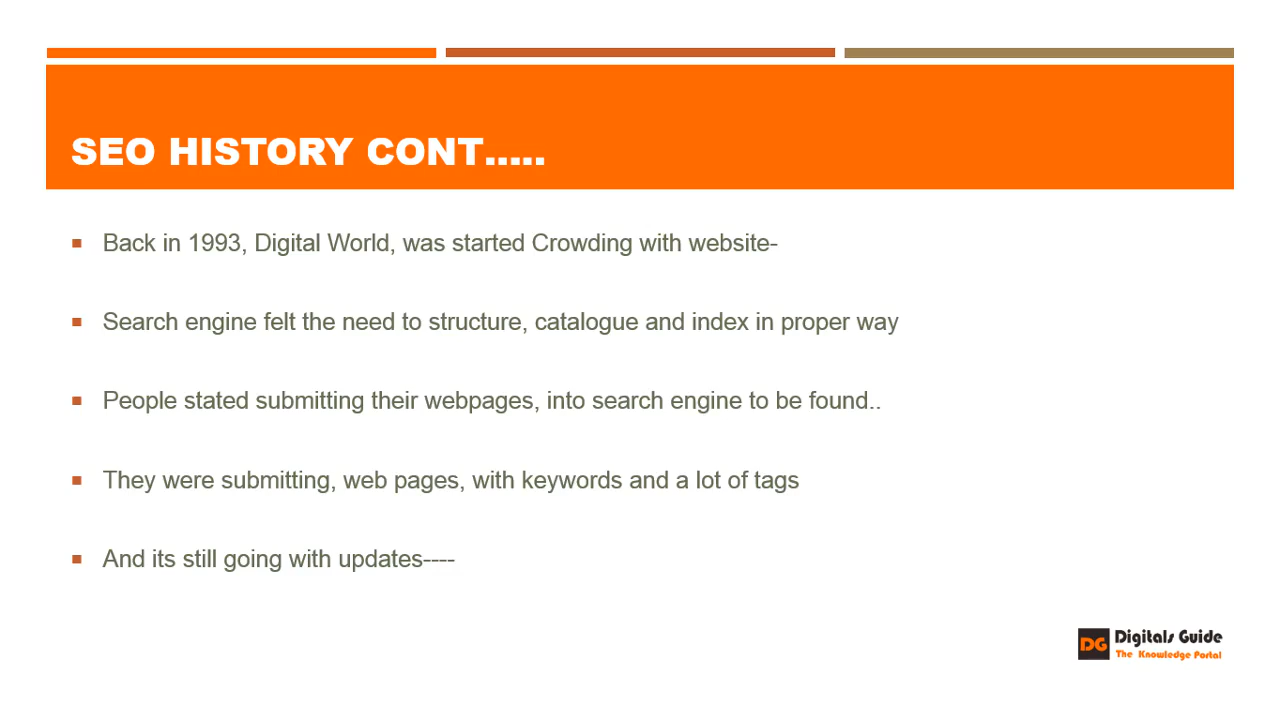 SEO HISTORY CONT.....
Back in 1993, Digital World, was started Crowding with website-
Search engine felt the need to structure, catalogue and index in proper way
People stated submitting their webpages, into search engine to be found..
They were submitting, web pages, with keywords and a lot of tags
And its still going with updates----
DG
Digitals Guide
The Knowledge Portal